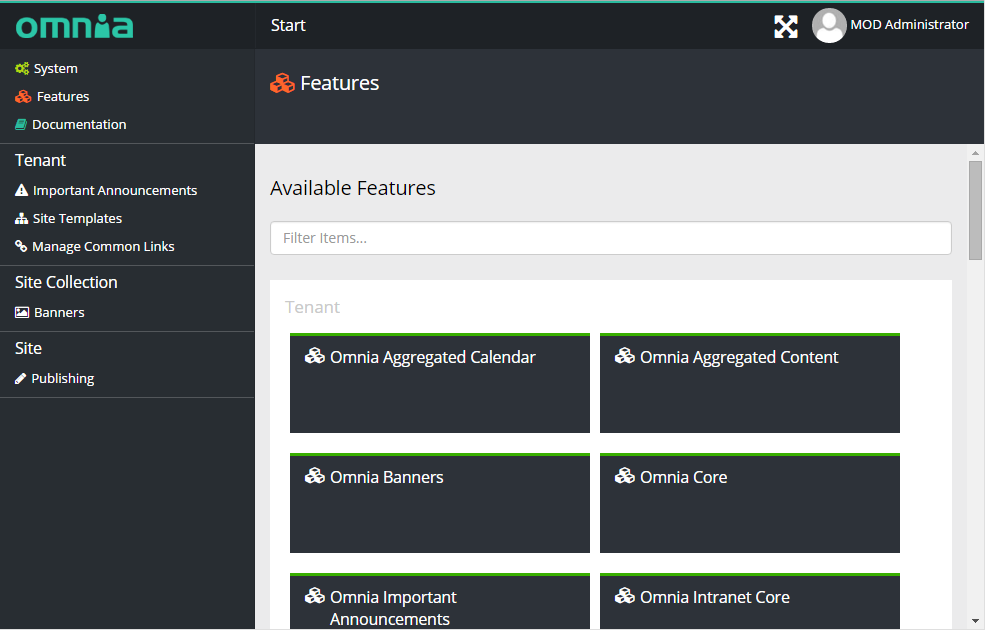 omnia
Start
MOD Administrator
System
Features
Documentation
Tenant
Important Announcements
Site Templates
Manage Common Links
Site Collection
Banners
Site
Publishing
Features
Available Features
Filter Items...
Tenant
Omnia Aggregated Calendar
Omnia Aggregated Content
Omnia Banners
Omnia Core
Omnia Important
Announcements
Omnia Intranet Core